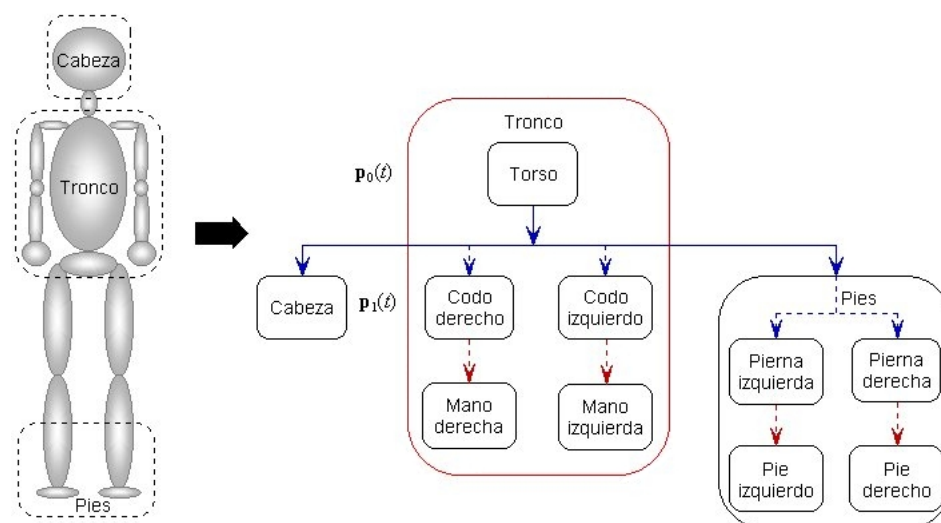 Cabeza
Tronco
Pies
Tronco
p0(t)
Torso
Cabeza
p1(t)
Codo
derecho
Codo
izquierdo
Mano
derecha
Mano
izquierda
Pies
Pierna
izquierda
Pierna
derecha
Pie
izquierdo
Pie
derecho